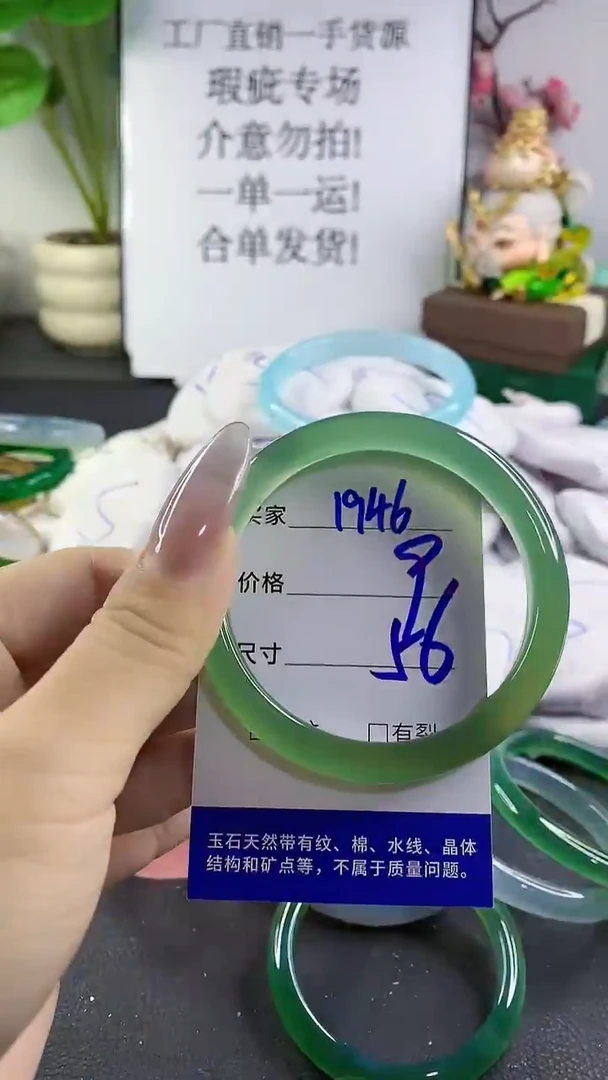 工厂直销一手货源
瑕疵专场
介意勿拍!
一单一运!
合单发货!
买家 1946
价格
尺寸 56
□有裂
玉石天然带有纹、棉、水线、晶体
结构和矿点等，不属于质量问题。